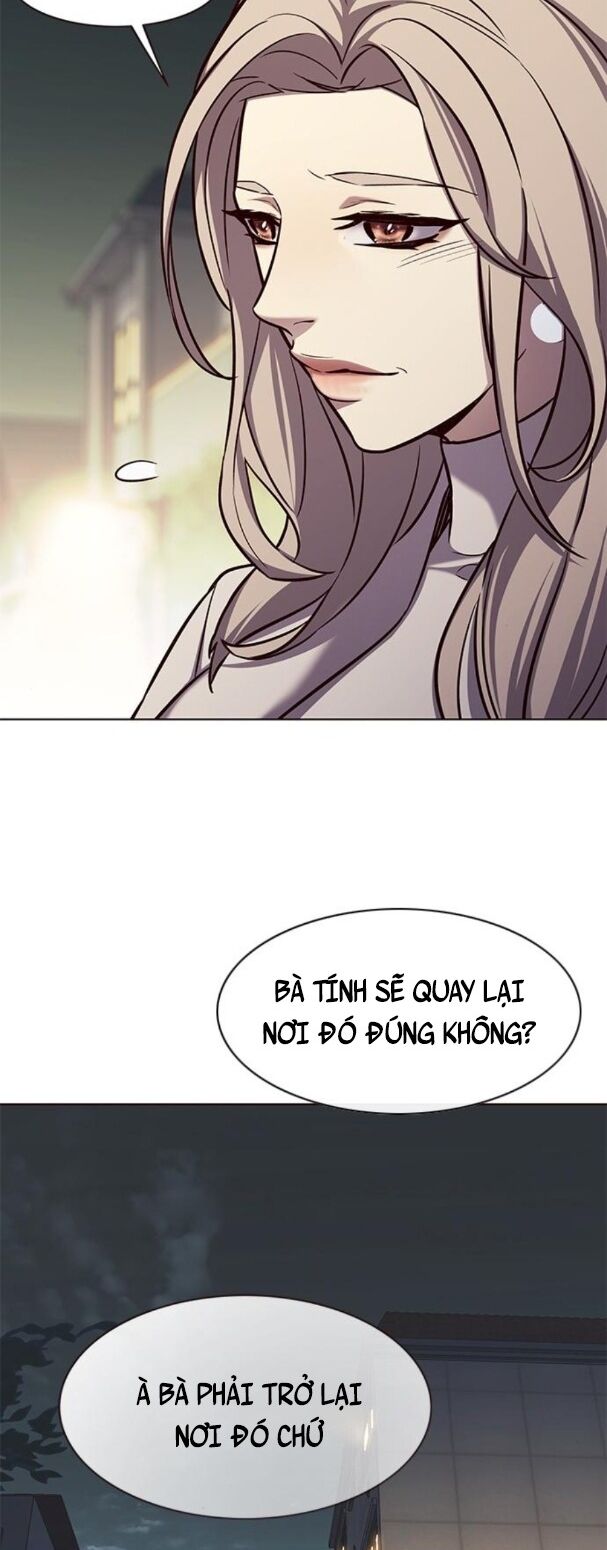 BÀ TÍNH SẼ QUAY LẠI
NƠI ĐÓ ĐÚNG KHÔNG?
À BÀ PHẢI TRỞ LẠI
NƠI ĐÓ CHỨ